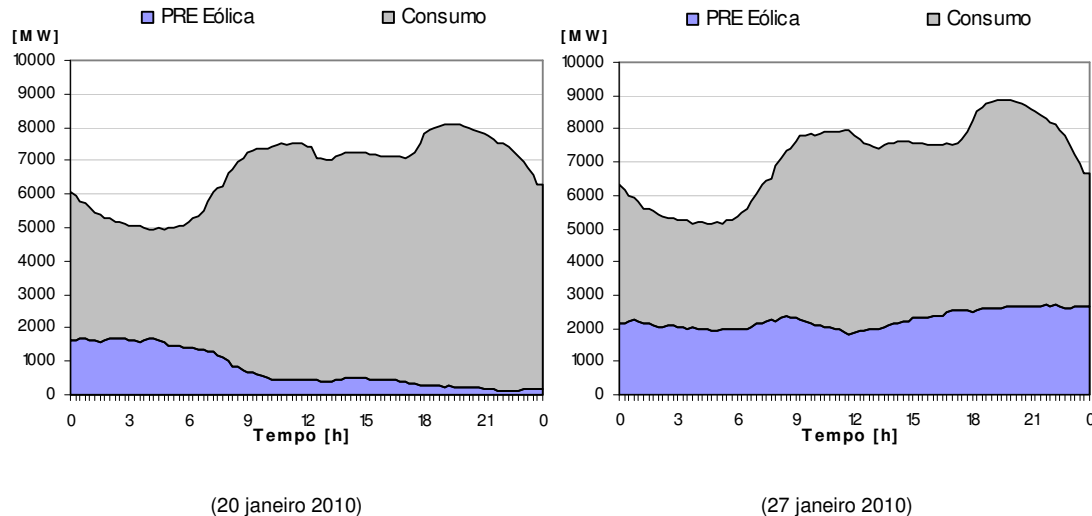 PRE Eólica Consumo
[MW]
10000
9000
8000
7000
6000
5000
4000
3000
2000
1000
0
0 3 6 9 12 15 18 21 0
Tempo [h]
(20 janeiro 2010)
PRE Eólica Consumo
[MW]
10000
9000
8000
7000
6000
5000
4000
3000
2000
1000
0
0 3 6 9 12 15 18 21 0
Tempo [h]
(27 janeiro 2010)